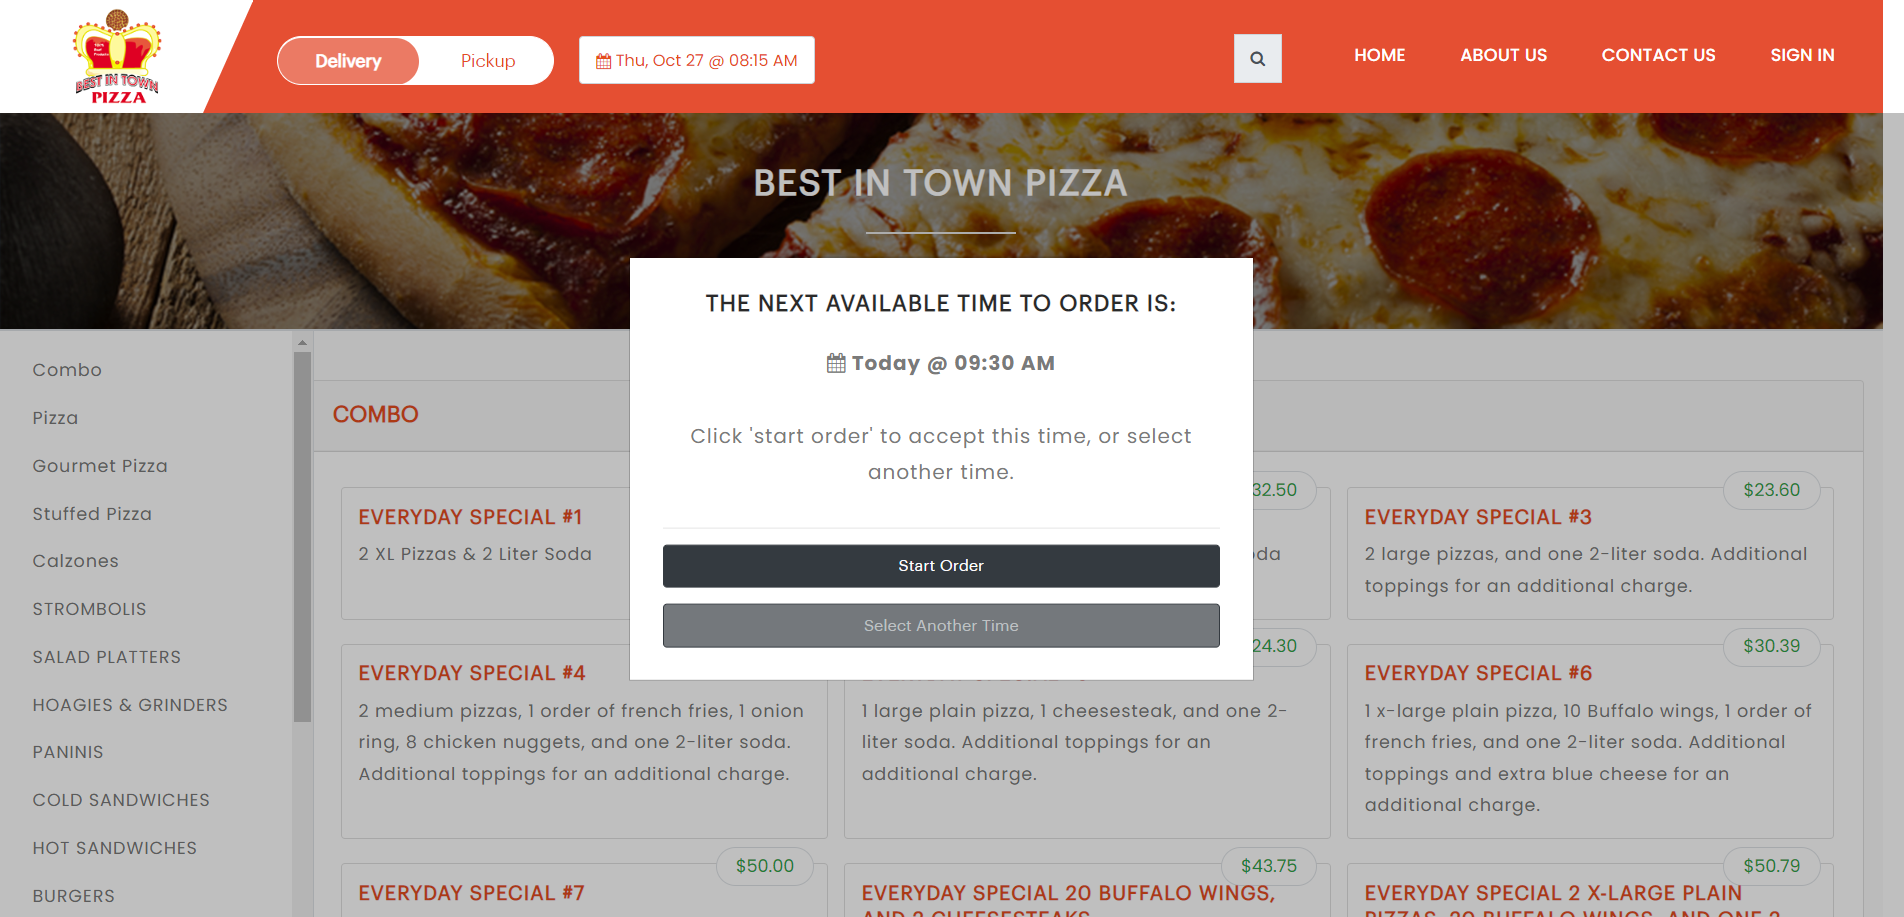 BEST IN TOWN
PIZZA
Delivery
Pickup
Thu, Oct 27 @ 08:15 AM
HOME
ABOUT US
CONTACT US
SIGN IN
BEST IN TOWN PIZZA
THE NEXT AVAILABLE TIME TO ORDER IS:
Today @ 09:30 AM
Click 'start order' to accept this time, or select
another time.
Start Order
Select Another Time
Combo
Pizza
Gourmet Pizza
Stuffed Pizza
Calzones
STROMBOLIS
SALAD PLATTERS
HOAGIES & GRINDERS
PANINIS
COLD SANDWICHES
HOT SANDWICHES
BURGERS
COMBO
EVERYDAY SPECIAL #1
2 XL Pizzas & 2 Liter Soda
32.50
$23.60
EVERYDAY SPECIAL #3
2 large pizzas, and one 2-liter soda. Additional
toppings for an additional charge.
EVERYDAY SPECIAL #4
2 medium pizzas, 1 order of french fries, 1 onion
ring, 8 chicken nuggets, and one 2-liter soda.
Additional toppings for an additional charge.
24.30
1 large plain pizza, 1 cheesesteak, and one 2-
liter soda. Additional toppings for an
additional charge.
$30.39
EVERYDAY SPECIAL #6
1 x-large plain pizza, 10 Buffalo wings, 1 order of
french fries, and one 2-liter soda. Additional
toppings and extra blue cheese for an
additional charge.
$50.00
EVERYDAY SPECIAL #7
$43.75
EVERYDAY SPECIAL 20 BUFFALO WINGS,
AND 2 CHEESESTEAKS
$50.79
EVERYDAY SPECIAL 2 X-LARGE PLAIN
PIZZAS, 20 BUFFALO WINGS, AND ONE 2